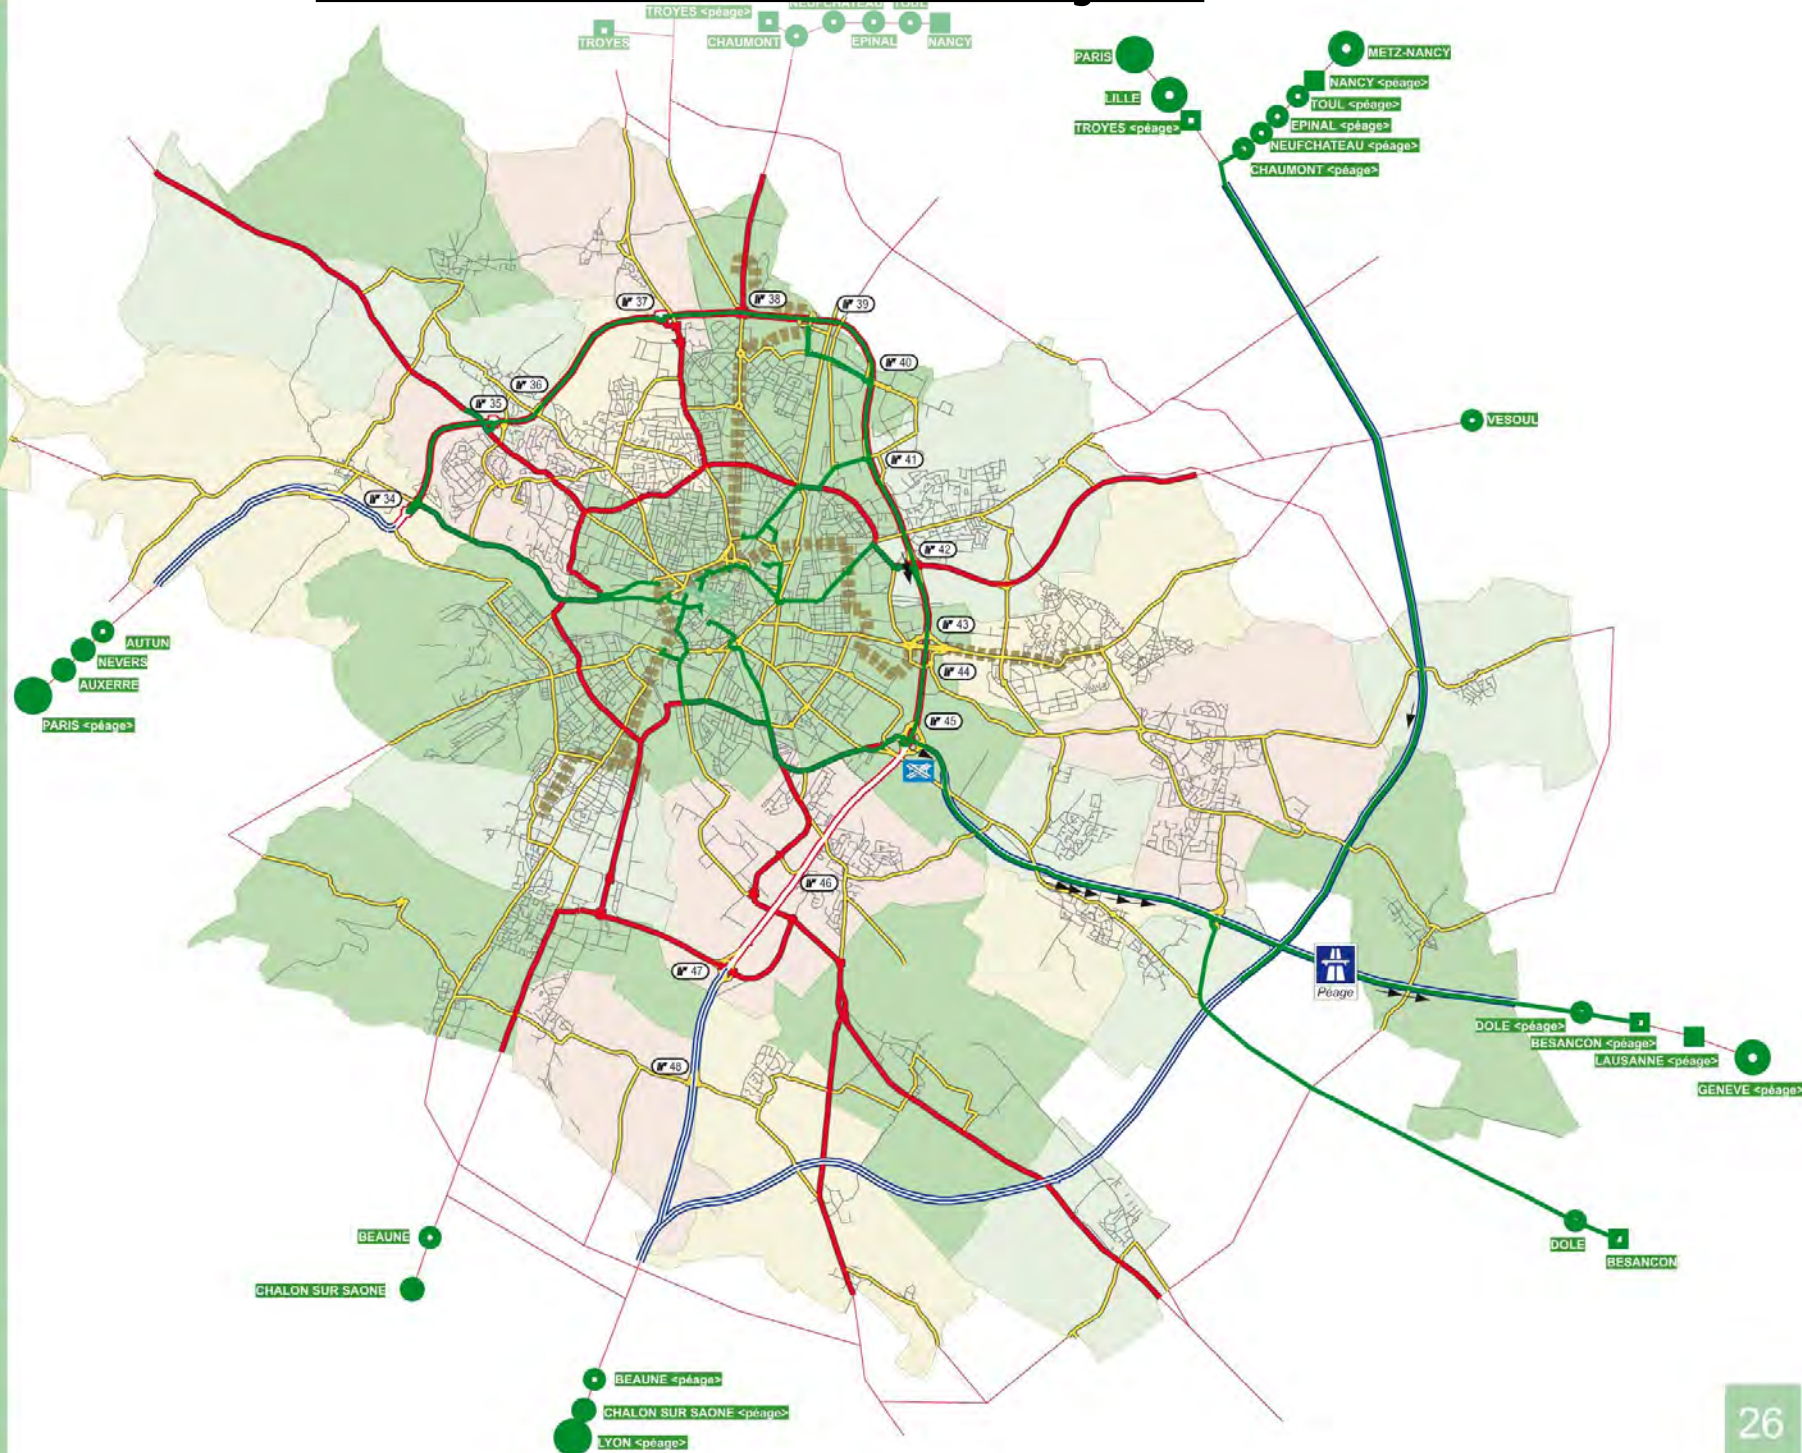 TROYES <péage>
NEUFCHATEAU
TOUL
TROYES
CHAUMONT
EPINAL
NANCY
PARIS
METZ-NANCY
LILLE
NANCY <péage>
TOUL <péage>
TROYES <péage>
EPINAL <péage>
NEUFCHATEAU <péage>
CHAUMONT <péage>
N° 37
N° 38
N° 39
N° 40
N° 36
N° 35
VESOUL
N° 41
N° 34
N° 42
N° 43
AUTUN
NEVERS
N° 44
AUXERRE
PARIS <péage>
N° 45
N° 46
N° 47
Péage
DOLE <péage>
BESANCON <péage>
LAUSANNE <péage>
N° 48
GENEVE <péage>
BEAUNE
DOLE
BESANCON
CHALON SUR SAONE
BEAUNE <péage>
CHALON SUR SAONE <péage>
LYON <péage>
26